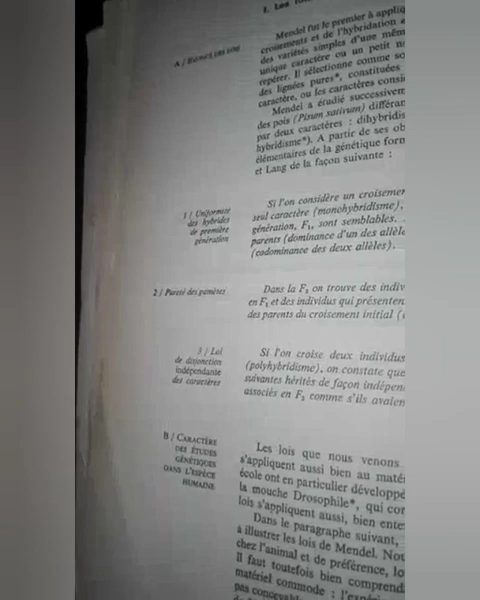 I. Les
Mendel fut le premier à appliq
croisements et de l'hybridation e
des variétés simples d'une mêm
unique caractère ou un petit n
repérer. Il sélectionne comme so
des lignées pures*, constituées
caractère, ou les caractères consi
Mendel a étudié successivem
des pois (Pisum sativum) différan
par deux caractères : dihybridis
hybridisme*). A partir de ses ob
élémentaires de la génétique form
et Lang de la façon suivante :
1 / Uniformité
des hybrides
de première
génération
Si l'on considère un croisemen
seul caractère (monohybridisme),
génération, F₁, sont semblables.
parents (dominance d'un des allèle
(codominance des deux allèles).
2 / Pureté des gamètes
Dans la F₂ on trouve des indiv
en F₁ et des individus qui présenten
des parents du croisement initial (
3 / Loi
de disjonction
indépendante
des caractères
Si l'on croise deux individus
(polyhybridisme), on constate que
suivantes hérités de façon indépen
associés en F₂ comme s'ils avaien
B / CARACTÈRE
DES ÉTUDES
GÉNÉTIQUES
DANS L'ESPÈCE
HUMAINE
Les lois que nous venons
s'appliquent aussi bien au maté
école ont en particulier développé
la mouche Drosophile*, qui con
lois s'appliquent aussi, bien ente
Dans le paragraphe suivant,
à illustrer les lois de Mendel. Not
chez l'animal et de préférence, lo
Il faut toutefois bien comprend
matériel commode : l'espèc
pas concevable